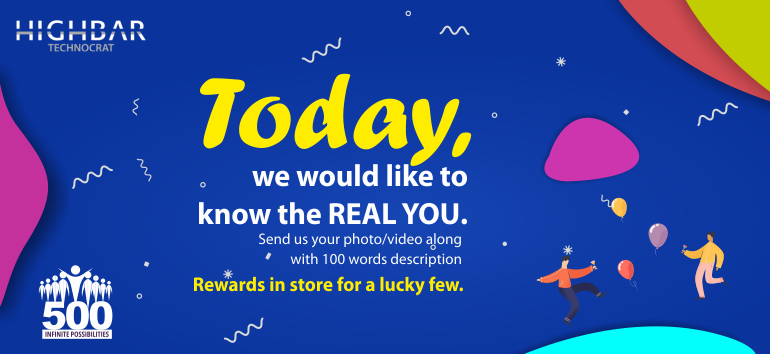 HIGHBAR
TECHNOCRAT
Today,
we would like to
know the REAL YOU.
Send us your photo/video along
with 100 words description
Rewards in store for a lucky few.
500
INFINITE POSSIBILITIES